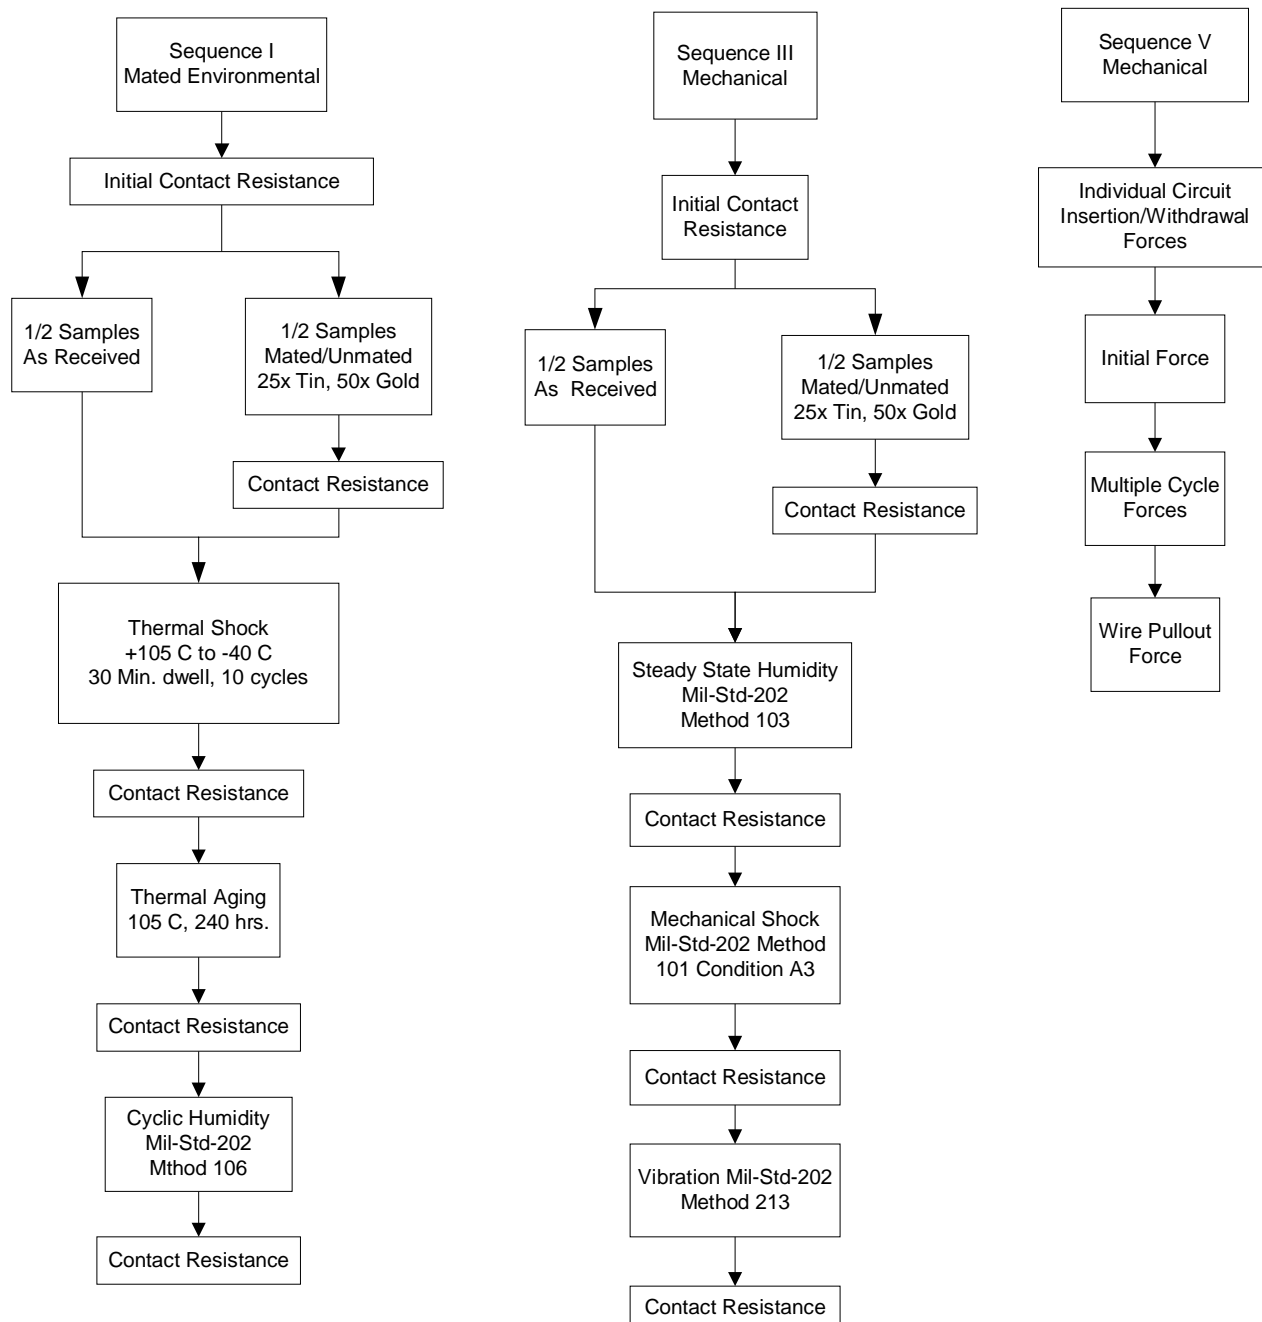 Sequence I
Mated Environmental
Initial Contact Resistance
1/2 Samples
As Received
1/2 Samples
Mated/Unmated
25x Tin, 50x Gold
Contact Resistance
Thermal Shock
+105 C to -40 C
30 Min. dwell, 10 cycles
Contact Resistance
Thermal Aging
105 C, 240 hrs.
Contact Resistance
Cyclic Humidity
Mil-Std-202
Mthod 106
Contact Resistance
Sequence III
Mechanical
Initial Contact
Resistance
1/2 Samples
As Received
1/2 Samples
Mated/Unmated
25x Tin, 50x Gold
Contact Resistance
Steady State Humidity
Mil-Std-202
Method 103
Contact Resistance
Mechanical Shock
Mil-Std-202 Method
101 Condition A3
Contact Resistance
Vibration Mil-Std-202
Method 213
Contact Resistance
Sequence V
Mechanical
Individual Circuit
Insertion/Withdrawal
Forces
Initial Force
Multiple Cycle
Forces
Wire Pullout
Force